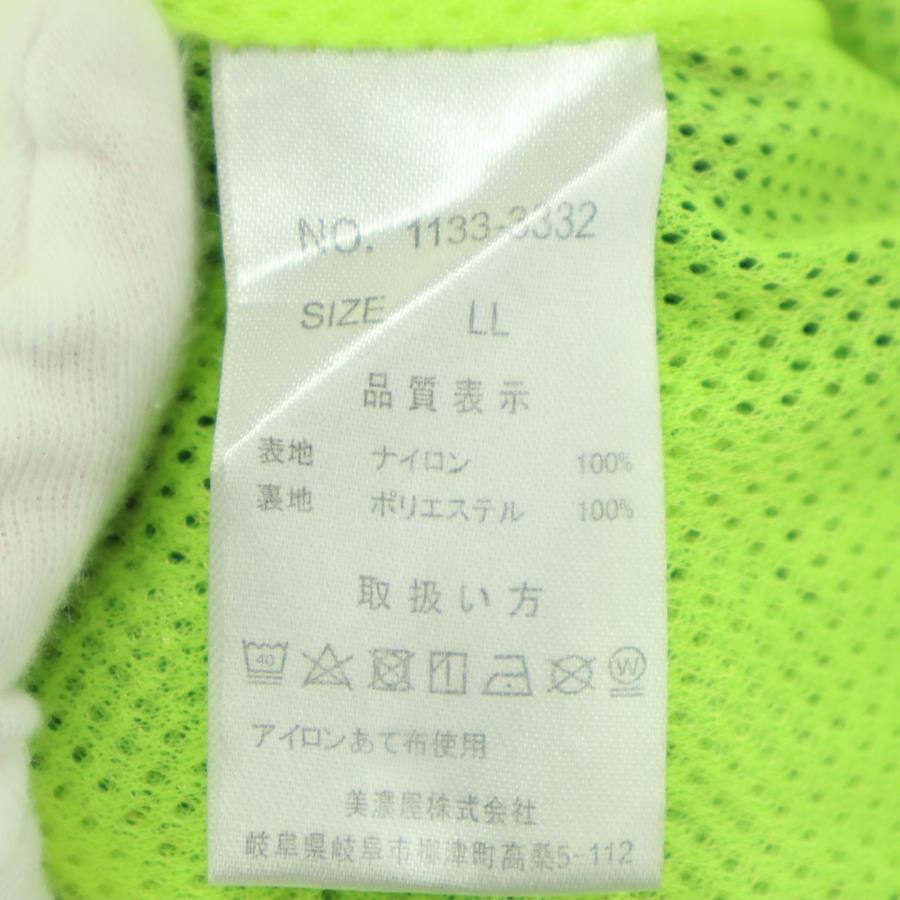 NO. 1133-3332
SIZE LL
品質表示
表地 ナイロン 100%
裏地 ポリエステル 100%
取扱い方
40 W
アイロンあて布使用
美濃屋株式会社
岐阜県岐阜市柳津町高桑5-112